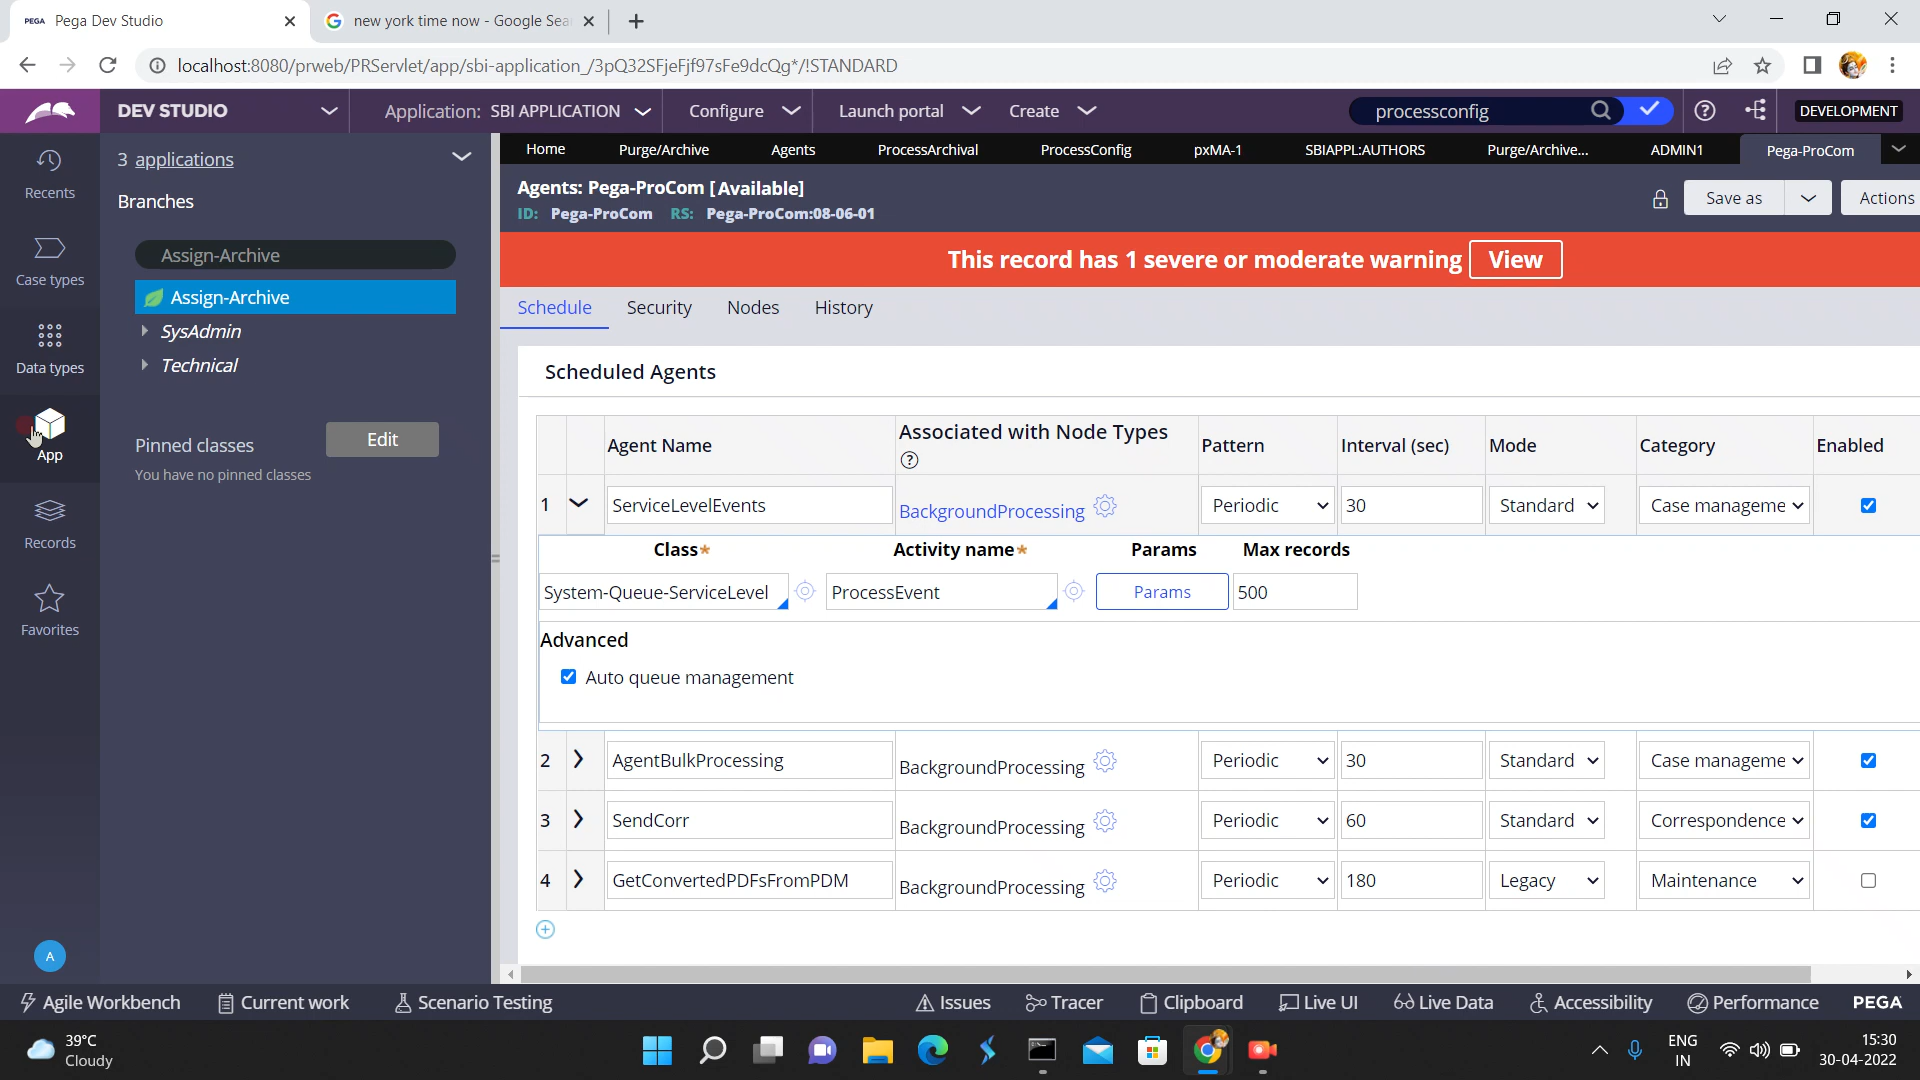 PEGA Pega Dev Studio
new york time now - Google Sea
localhost:8080/prweb/PRServlet/app/sbi-application_/3pQ32SFjeFjf97sFe9dcQg*/!STANDARD
DEV STUDIO
Application: SBI APPLICATION
Configure
Launch portal
Create
processconfig
DEVELOPMENT
Recents
Case types
Data types
App
Records
Favorites
A
3 applications
Branches
Assign-Archive
Assign-Archive
SysAdmin
Technical
Pinned classes
Edit
You have no pinned classes
Home
Purge/Archive
Agents
ProcessArchival
ProcessConfig
pxMA-1
SBIAPPL:AUTHORS
Purge/Archive...
ADMIN1
Pega-ProCom
Agents: Pega-ProCom [Available]
ID: Pega-ProCom RS: Pega-ProCom:08-06-01
Save as
Actions
This record has 1 severe or moderate warning View
Schedule
Security
Nodes
History
Scheduled Agents
Agent Name
Associated with Node Types
Pattern
Interval (sec)
Mode
Category
Enabled
1 ServiceLevelEvents BackgroundProcessing Periodic 30 Standard Case manageme
Class* Activity name* Params Max records
System-Queue-ServiceLevel ProcessEvent Params 500
Advanced
Auto queue management
2 AgentBulkProcessing BackgroundProcessing Periodic 30 Standard Case manageme
3 SendCorr BackgroundProcessing Periodic 60 Standard Correspondence
4 GetConvertedPDFsFromPDM BackgroundProcessing Periodic 180 Legacy Maintenance
Agile Workbench
Current work
Scenario Testing
Issues
Tracer
Clipboard
Live UI
Live Data
Accessibility
Performance
PEGA
39°C
Cloudy
ENG
IN
15:30
30-04-2022